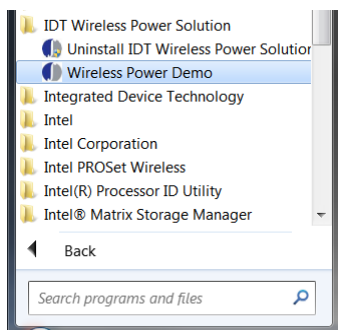 IDT Wireless Power Solution
Uninstall IDT Wireless Power Solution
Wireless Power Demo
Integrated Device Technology
Intel
Intel Corporation
Intel PROSet Wireless
Intel(R) Processor ID Utility
Intel® Matrix Storage Manager
Back
Search programs and files